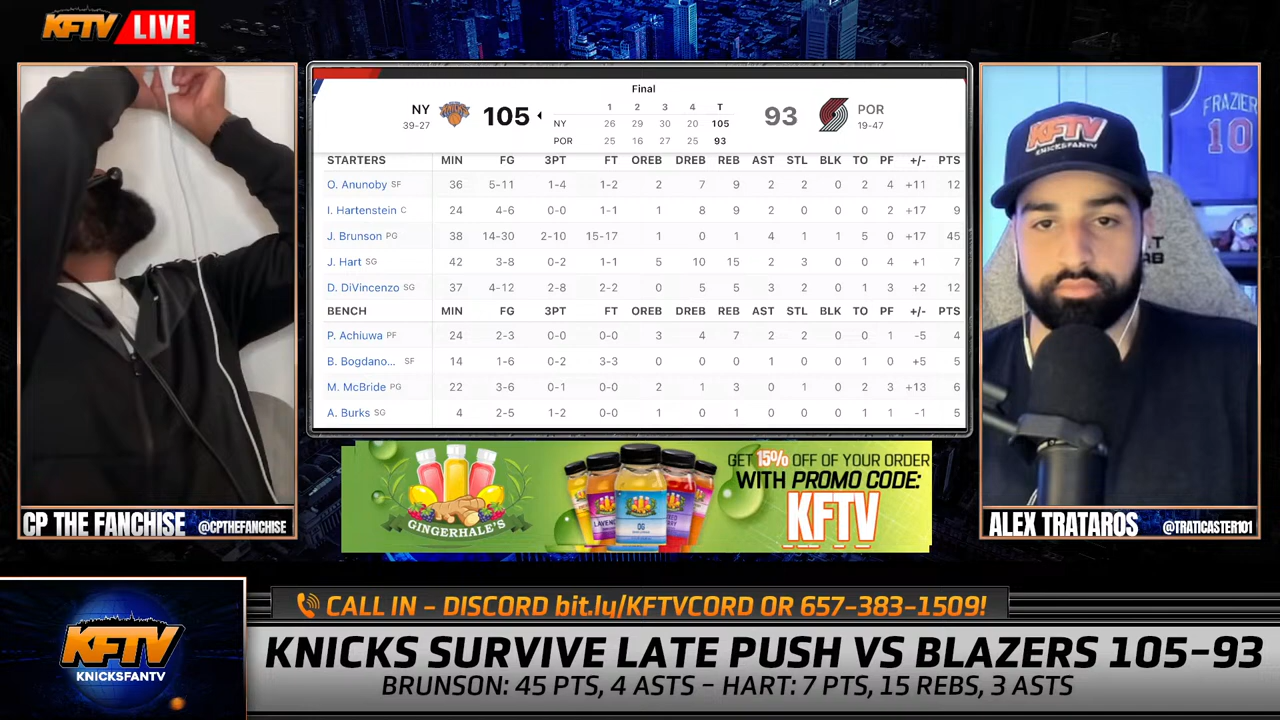 KFTV LIVE
Final
NY 39-27 105
1 2 3 4 T
NY 26 29 30 20 105
POR 25 16 27 25 93
93 POR 19-47
STARTERS MIN FG 3PT FT OREB DREB REB AST STL BLK TO PF +/- PTS
O. Anunoby SF 36 5-11 1-4 1-2 2 7 9 2 2 0 2 4 +11 12
I. Hartenstein C 24 4-6 0-0 1-1 1 8 9 2 0 0 0 2 +17 9
J. Brunson PG 38 14-30 2-10 15-17 1 0 1 4 1 1 5 0 +17 45
J. Hart SG 42 3-8 0-2 1-1 5 10 15 2 3 0 0 4 +1 7
D. DiVincenzo SG 37 4-12 2-8 2-2 0 5 5 3 2 0 1 3 +2 12
BENCH MIN FG 3PT FT OREB DREB REB AST STL BLK TO PF +/- PTS
P. Achiuwa PF 24 2-3 0-0 0-0 3 4 7 2 2 0 0 1 -5 4
B. Bogdano... SF 14 1-6 0-2 3-3 0 0 0 1 0 0 1 0 +5 5
M. McBride PG 22 3-6 0-1 0-0 2 1 3 0 1 0 2 3 +13 6
A. Burks SG 4 2-5 1-2 0-0 1 0 1 0 0 0 1 1 -1 5
FRAZIER
10
KFTV
KNICKSFANTV
GINGERHALE'S
OG
GET 15% OFF OF YOUR ORDER
WITH PROMO CODE:
KFTV
CP THE FANCHISE @CPTHEFANCHISE
ALEX TRATAROS @TRATICASTER101
CALL IN - DISCORD bit.ly/KFTVCORD OR 657-383-1509!
KFTV
KNICKSFANTV
KNICKS SURVIVE LATE PUSH VS BLAZERS 105-93
BRUNSON: 45 PTS, 4 ASTS - HART: 7 PTS, 15 REBS, 3 ASTS